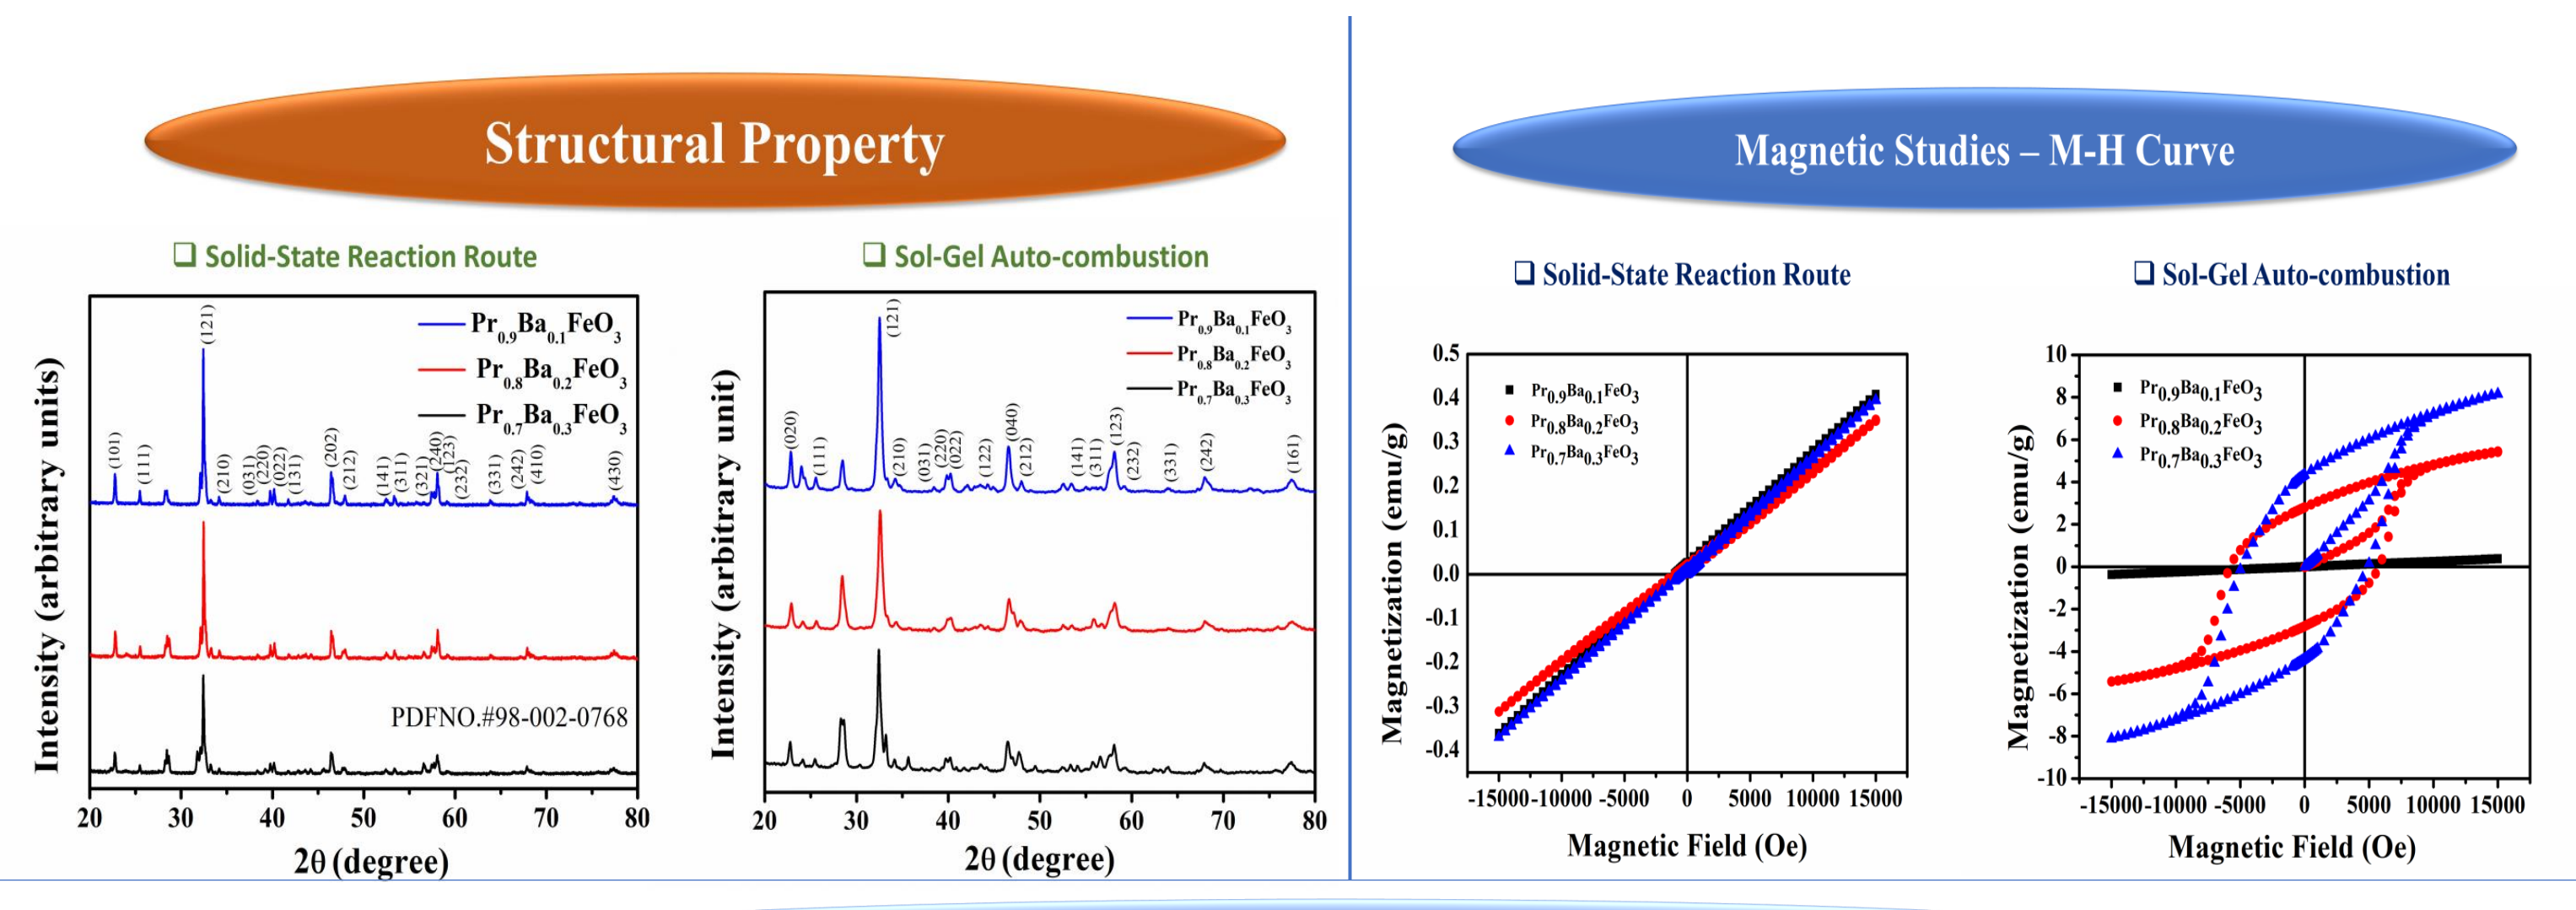 Structural Property
Solid-State Reaction Route
Intensity (arbitrary units)
(101)
(111)
(121)
(210)
(031)
(220)
(022)
(131)
(202)
(212)
(141)
(311)
(321)
(240)
(123)
(232)
(331)
(242)
(410)
(430)
Pr0.9Ba0.1FeO3
Pr0.8Ba0.2FeO3
Pr0.7Ba0.3FeO3
PDFNO.#98-002-0768
20 30 40 50 60 70 80
2θ (degree)
Sol-Gel Auto-combustion
Intensity (arbitrary unit)
(020)
(111)
(121)
(210)
(031)
(220)
(022)
(122)
(040)
(212)
(141)
(311)
(123)
(232)
(331)
(242)
(161)
Pr0.9Ba0.1FeO3
Pr0.8Ba0.2FeO3
Pr0.7Ba0.3FeO3
20 30 40 50 60 70 80
2θ (degree)
Magnetic Studies – M-H Curve
Solid-State Reaction Route
Magnetization (emu/g)
0.5
0.4
0.3
0.2
0.1
0.0
-0.1
-0.2
-0.3
-0.4
Pr0.9Ba0.1FeO3
Pr0.8Ba0.2FeO3
Pr0.7Ba0.3FeO3
-15000 -10000 -5000 0 5000 10000 15000
Magnetic Field (Oe)
Sol-Gel Auto-combustion
Magnetization (emu/g)
10
8
6
4
2
0
-2
-4
-6
-8
-10
Pr0.9Ba0.1FeO3
Pr0.8Ba0.2FeO3
Pr0.7Ba0.3FeO3
-15000 -10000 -5000 0 5000 10000 15000
Magnetic Field (Oe)